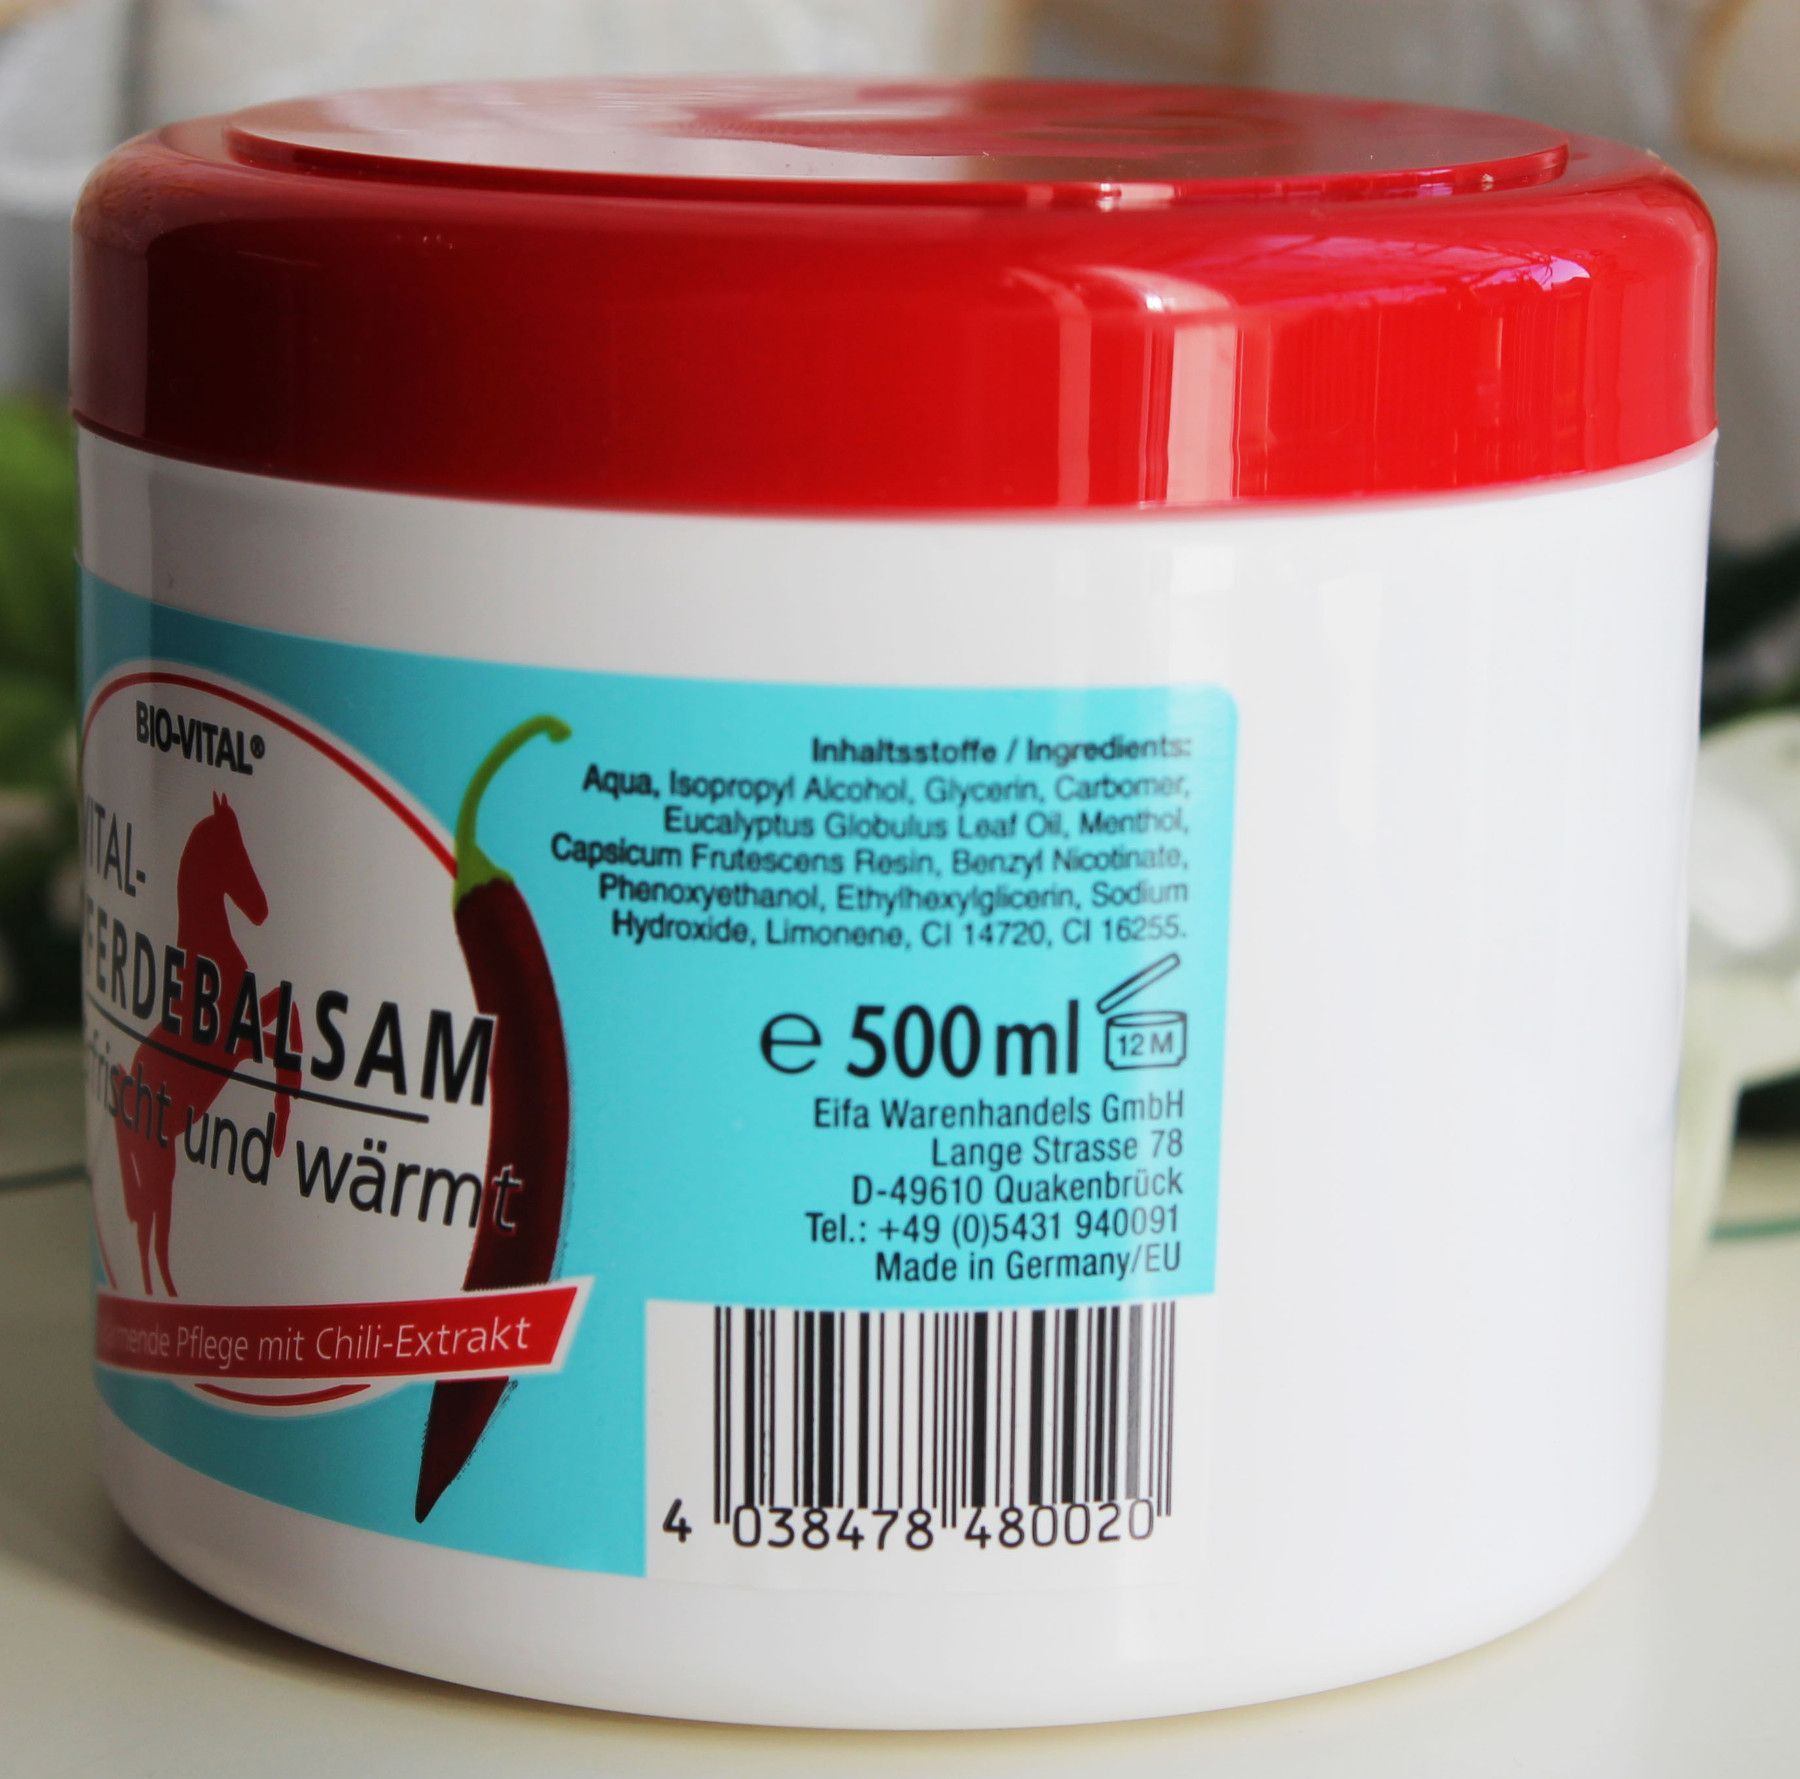 BIO-VITAL®
VITAL-
FERDEBALSAM
frischt und wärmt
Pflege mit Chili-Extrakt
Inhaltsstoffe / Ingredients:
Aqua, Isopropyl Alcohol, Glycerin, Carbomer,
Eucalyptus Globulus Leaf Oil, Menthol,
Capsicum Frutescens Resin, Benzyl Nicotinate,
Phenoxyethanol, Ethylhexylglicerin, Sodium
Hydroxide, Limonene, CI 14720, CI 16255.
e 500 ml 12 M
Eifa Warenhandels GmbH
Lange Strasse 78
D-49610 Quakenbrück
Tel.: +49 (0)5431 940091
Made in Germany/EU
4 038478 480020